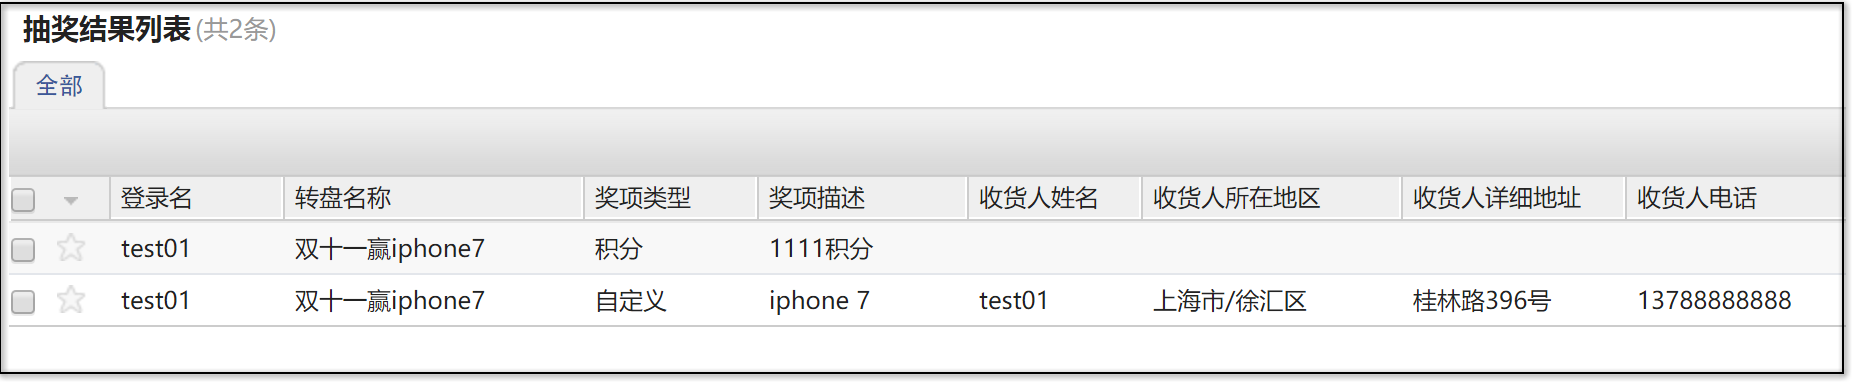 抽奖结果列表(共2条)
全部
登录名 转盘名称 奖项类型 奖项描述 收货人姓名 收货人所在地区 收货人详细地址 收货人电话
test01 双十一赢iphone7 积分 1111积分
test01 双十一赢iphone7 自定义 iphone 7 test01 上海市/徐汇区 桂林路396号 13788888888